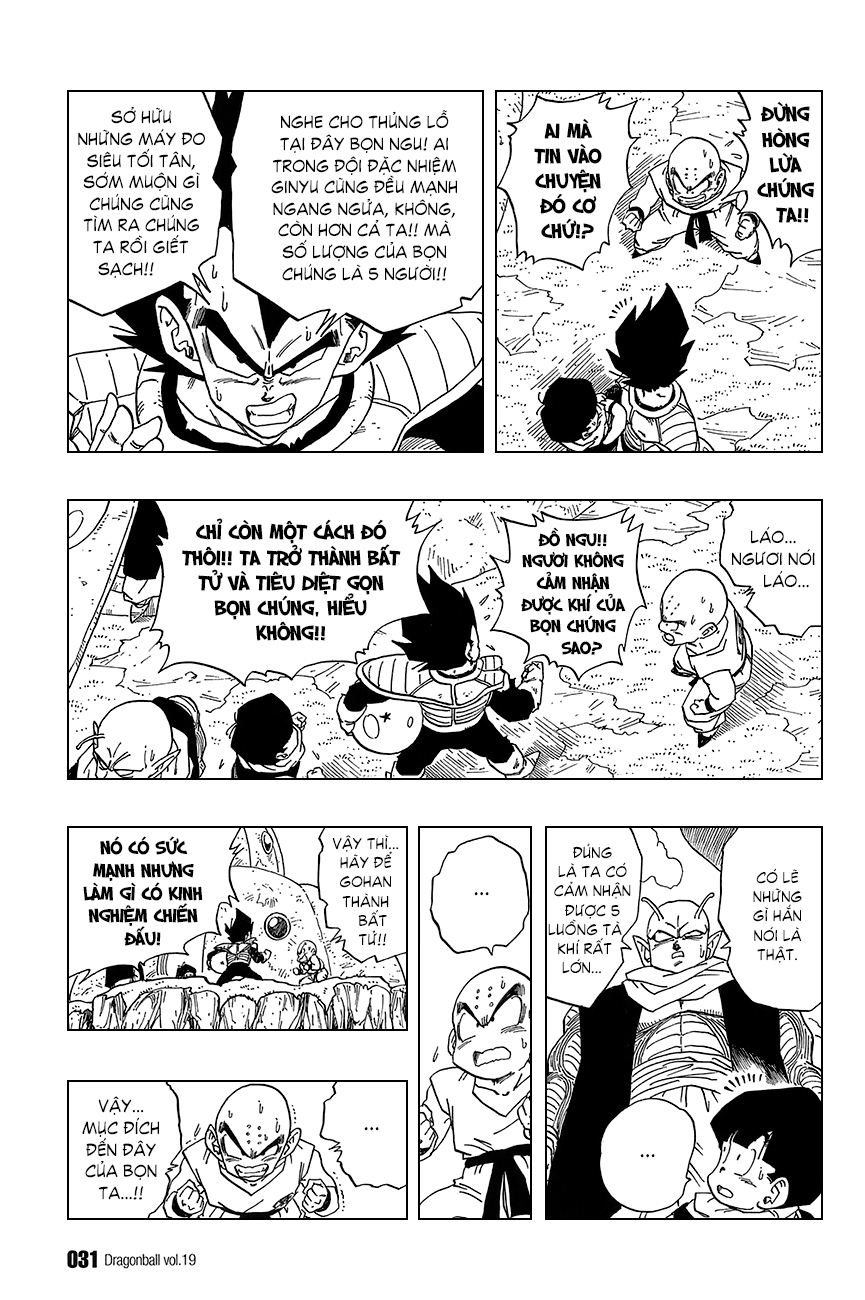 ĐỪNG
HÒNG
LỪA
CHÚNG
TA!!
AI MÀ
TIN VÀO
CHUYỆN
ĐÓ CƠ
CHỨ!?
NGHE CHO THỦNG LỖ
TAI ĐÂY BỌN NGU! AI
TRONG ĐỘI ĐẶC NHIỆM
GINYU CŨNG ĐỀU MẠNH
NGANG NGỬA, KHÔNG,
CÒN HƠN CẢ TA!! MÀ
SỐ LƯỢNG CỦA BỌN
CHÚNG LÀ 5 NGƯỜI!!
SỞ HỮU
NHỮNG MÁY ĐO
SIÊU TỐI TÂN,
SỚM MUỘN GÌ
CHÚNG CŨNG
TÌM RA CHÚNG
TA RỒI GIẾT
SẠCH!!
LÁO...
NGƯƠI NÓI
LÁO...
ĐỒ NGU!!
NGƯƠI KHÔNG
CẢM NHẬN
ĐƯỢC KHÍ CỦA
BỌN CHÚNG
SAO?
CHỈ CÒN MỘT CÁCH ĐÓ
THÔI!! TA TRỞ THÀNH BẤT
TỬ VÀ TIÊU DIỆT GỌN
BỌN CHÚNG, HIỂU
KHÔNG!!
CÓ LẼ
NHỮNG
GÌ HẮN
NÓI LÀ
THẬT.
ĐÚNG
LÀ TA CÓ
CẢM NHẬN
ĐƯỢC 5
LUỒNG TÀ
KHÍ RẤT
LỚN...
...
...
VẬY THÌ...
HÃY ĐỂ
GOHAN
THÀNH
BẤT
TỬ!!
NÓ CÓ SỨC
MẠNH NHƯNG
LÀM GÌ CÓ KINH
NGHIỆM CHIẾN
ĐẤU!
...
VẬY...
MỤC ĐÍCH
ĐẾN ĐÂY
CỦA BỌN
TA...!!
031 Dragonball vol.19